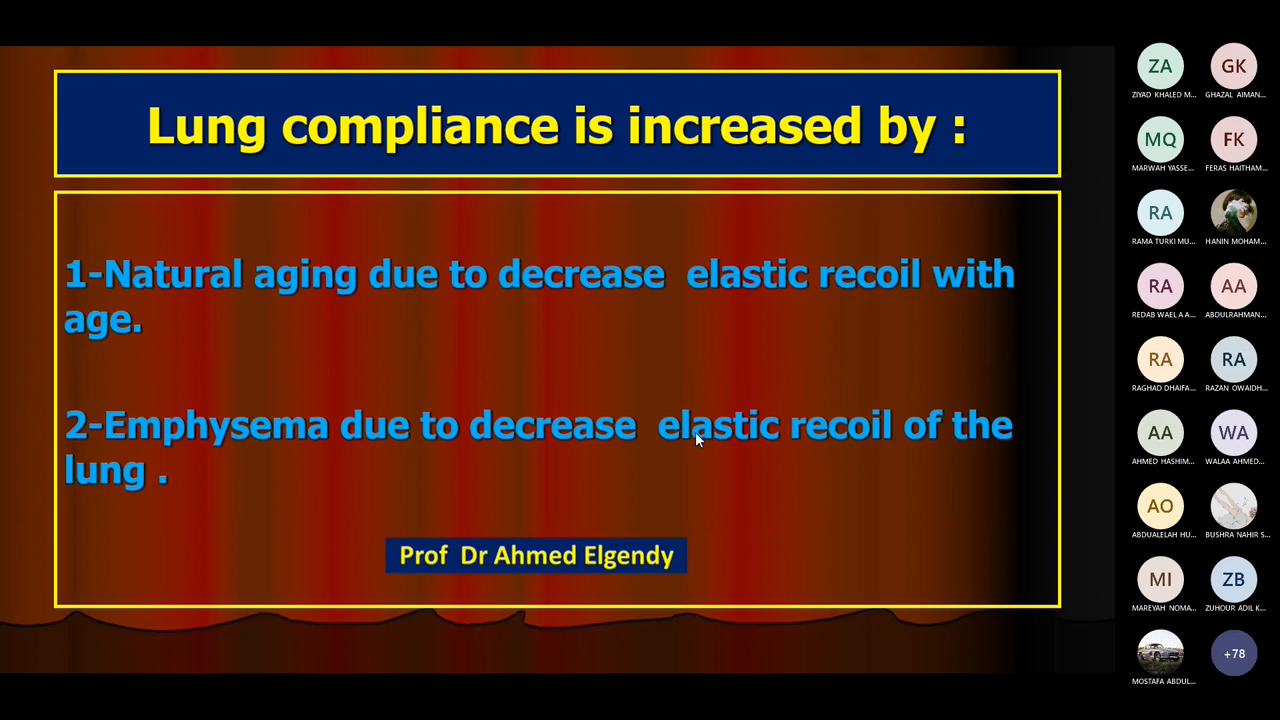 Lung compliance is increased by :
1-Natural aging due to decrease elastic recoil with
age.
2-Emphysema due to decrease elastic recoil of the
lung .
Prof Dr Ahmed Elgendy
ZA
ZIYAD KHALED M...
GK
GHAZAL AIMAN...
MQ
MARWAH YASSE...
FK
FERAS HAITHAM...
RA
RAMA TURKI MU...
HANIN MOHAM...
RA
REDAB WAEL A A...
AA
ABDULRAHMAN...
RA
RAGHAD DHAIFA...
RA
RAZAN OWAIDH...
AA
AHMED HASHIM...
WA
WALAA AHMED...
AO
ABDUALELAH HU...
BUSHRA NAHIR S...
MI
MAREYAH NOMA...
ZB
ZUHOUR ADIL K...
MOSTAFA ABDUL...
+78